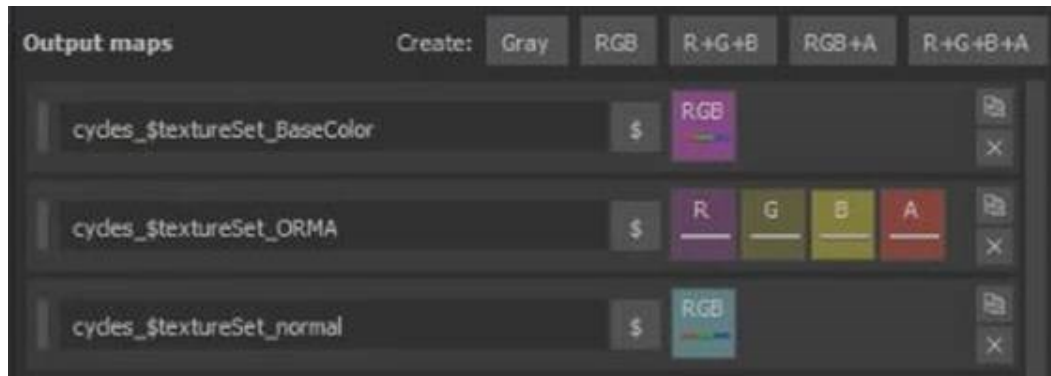 Output maps Create: Gray RGB R+G+B RGB+A R+G+B+A
cycles_$textureSet_BaseColor $ RGB
cycles_$textureSet_ORMA $ R G B A
cycles_$textureSet_normal $ RGB